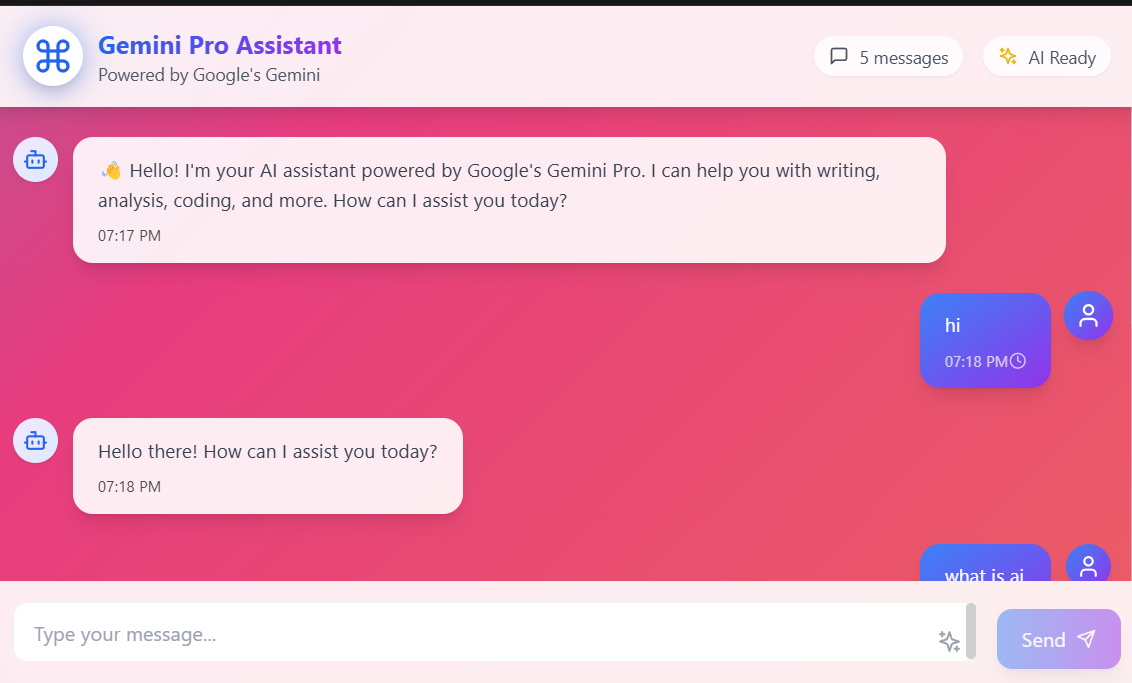 Gemini Pro Assistant
Powered by Google's Gemini
5 messages
AI Ready
👋 Hello! I'm your AI assistant powered by Google's Gemini Pro. I can help you with writing,
analysis, coding, and more. How can I assist you today?
07:17 PM
hi
07:18 PM
Hello there! How can I assist you today?
07:18 PM
what is ai
Type your message...
Send